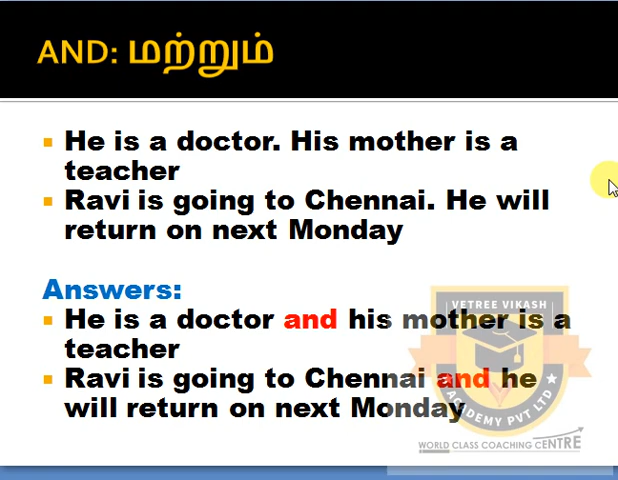 AND: மற்றும்
He is a doctor. His mother is a
teacher
Ravi is going to Chennai. He will
return on next Monday
Answers:
He is a doctor and his mother is a
teacher
Ravi is going to Chennai and he
will return on next Monday
VETREE VIKASH
ACADEMY PVT LTD
WORLD CLASS COACHING CENTRE